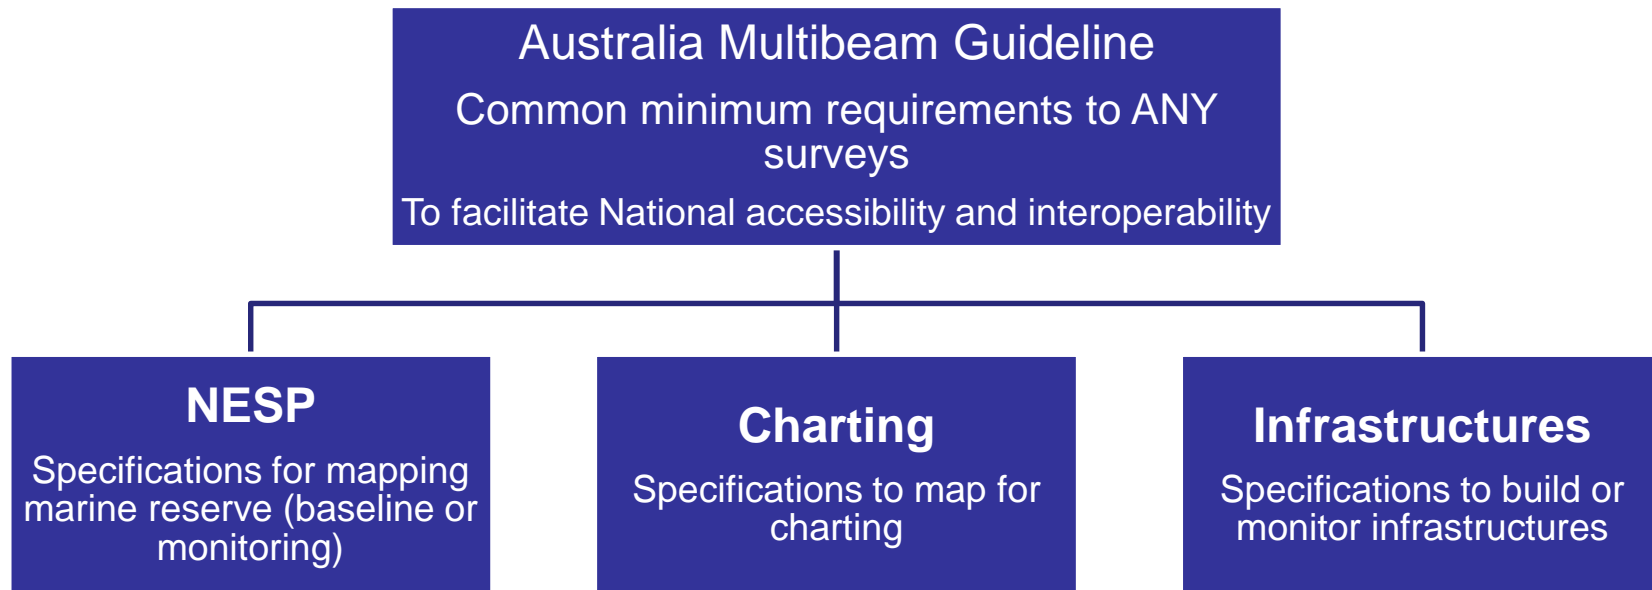 Australia Multibeam Guideline
Common minimum requirements to ANY
surveys
To facilitate National accessibility and interoperability
NESP
Specifications for mapping
marine reserve (baseline or
monitoring)
Charting
Specifications to map for
charting
Infrastructures
Specifications to build or
monitor infrastructures